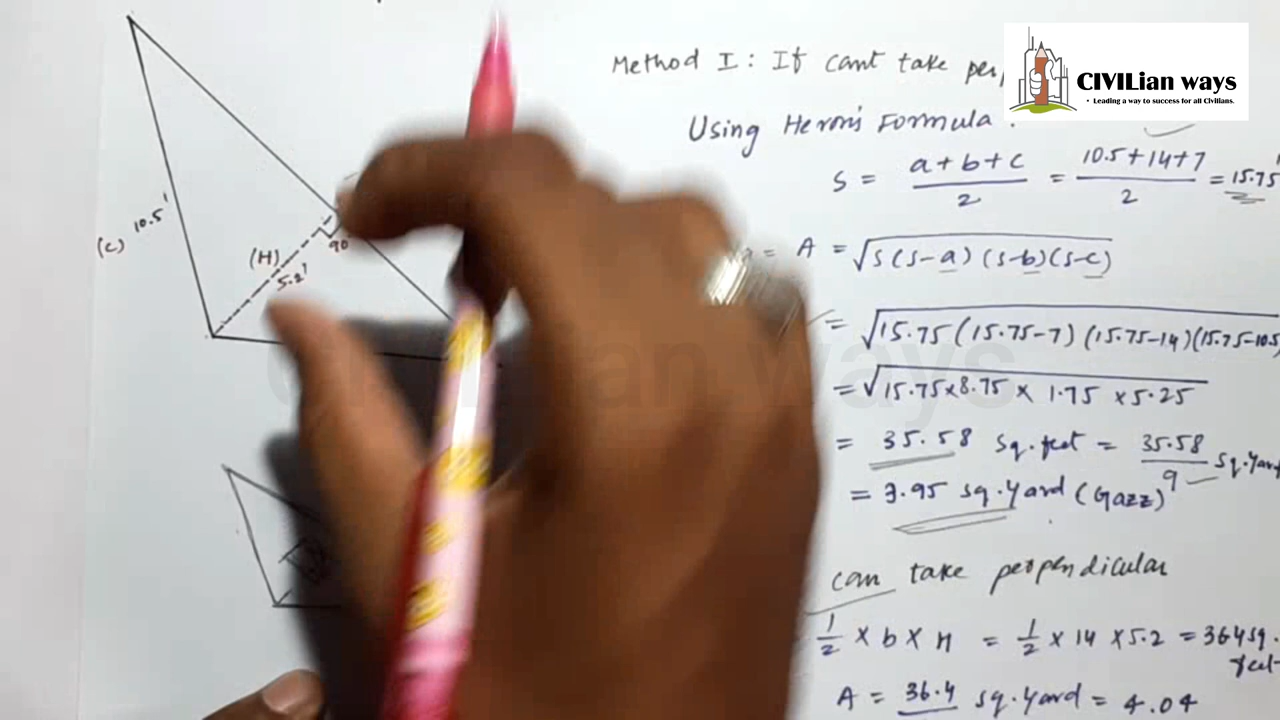 Method I : If cant take
CIVILian ways
• Leading a way to success for all Civilians.
Using Heron's Formula .
S = a+b+c / 2 = 10.5+14+7 / 2 = 15.75
A = √s(s-a)(s-b)(s-c)
= √15.75(15.75-7)(15.75-14)(15.75-10.5
= √15.75×8.75 × 1.75 ×5.25
= 35.58 Sq.feet = 35.58 / 9 Sq.Yard
= 3.95 sq.Yard (Gazz)
can take perpendicular
1/2 × b × H = 1/2 × 14 × 5.2 = 364 sq.
feet
A = 36.4 sq.Yard = 4.04
(C) 10.5'
(H) 5.2'
90